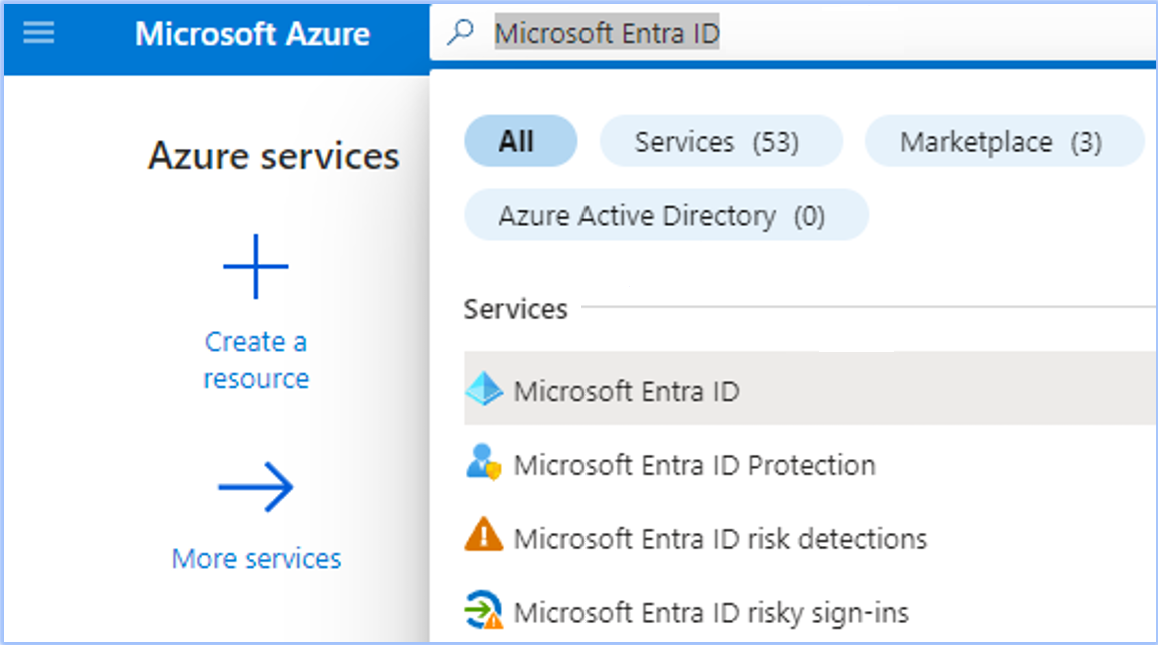 Microsoft Azure
Microsoft Entra ID
All
Services (53)
Marketplace (3)
Azure Active Directory (0)
Azure services
Create a
resource
More services
Services
Microsoft Entra ID
Microsoft Entra ID Protection
Microsoft Entra ID risk detections
Microsoft Entra ID risky sign-ins